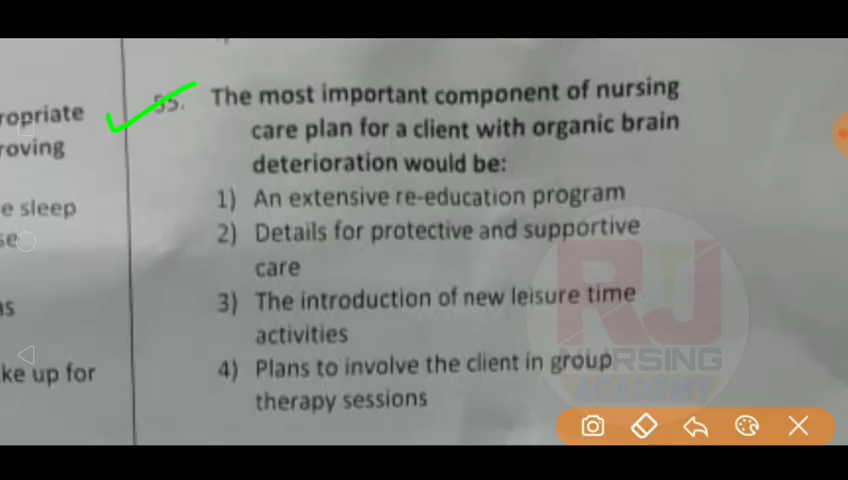 ropriate
roving
e sleep
se
ns
ke up for
55. The most important component of nursing
care plan for a client with organic brain
deterioration would be:
1) An extensive re-education program
2) Details for protective and supportive
care
3) The introduction of new leisure time
activities
4) Plans to involve the client in group
therapy sessions
RJ
NURSING
ACADEMY